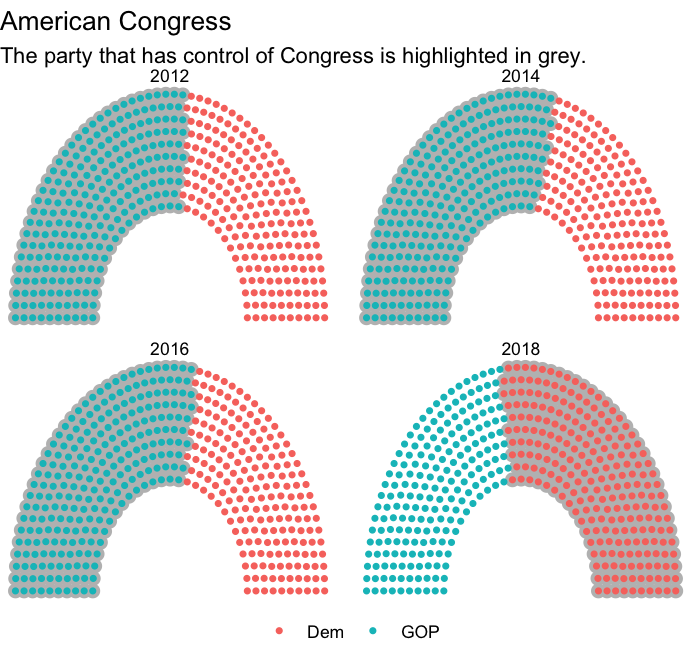 American Congress
The party that has control of Congress is highlighted in grey.
2012
2014
2016
2018
Dem
GOP